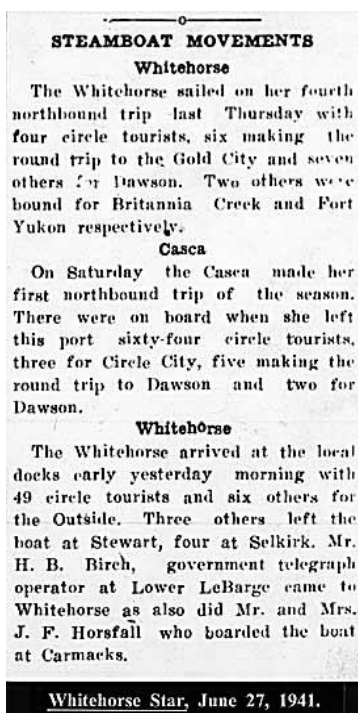 STEAMBOAT MOVEMENTS
Whitehorse
The Whitehorse sailed on her fourth
northbound trip last Thursday with
four circle tourists, six making the
round trip to the Gold City and seven
others for Dawson. Two others were
bound for Britannia Creek and Fort
Yukon respectively.
Casca
On Saturday the Casca made her
first northbound trip of the season.
There were on board when she left
this port sixty-four circle tourists,
three for Circle City, five making the
round trip to Dawson and two for
Dawson.
Whitehorse
The Whitehorse arrived at the local
docks early yesterday morning with
49 circle tourists and six others for
the Outside. Three others left the
boat at Stewart, four at Selkirk. Mr.
H. B. Birch, government telegraph
operator at Lower LeBarge came to
Whitehorse as also did Mr. and Mrs.
J. F. Horsfall who boarded the boat
at Carmacks.
Whitehorse Star, June 27, 1941.